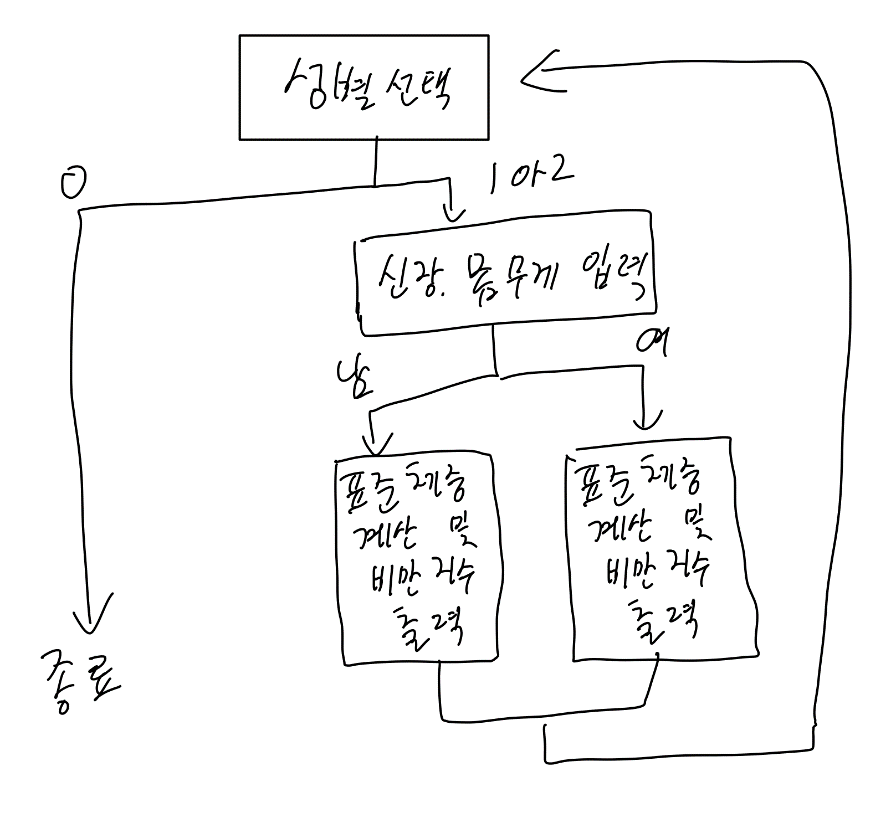 성별 선택
0
1 아 2
신장. 몸무게 입력
남
여
표준체중
계산 및
비만지수
출력
표준체중
계산 및
비만지수
출력
종료